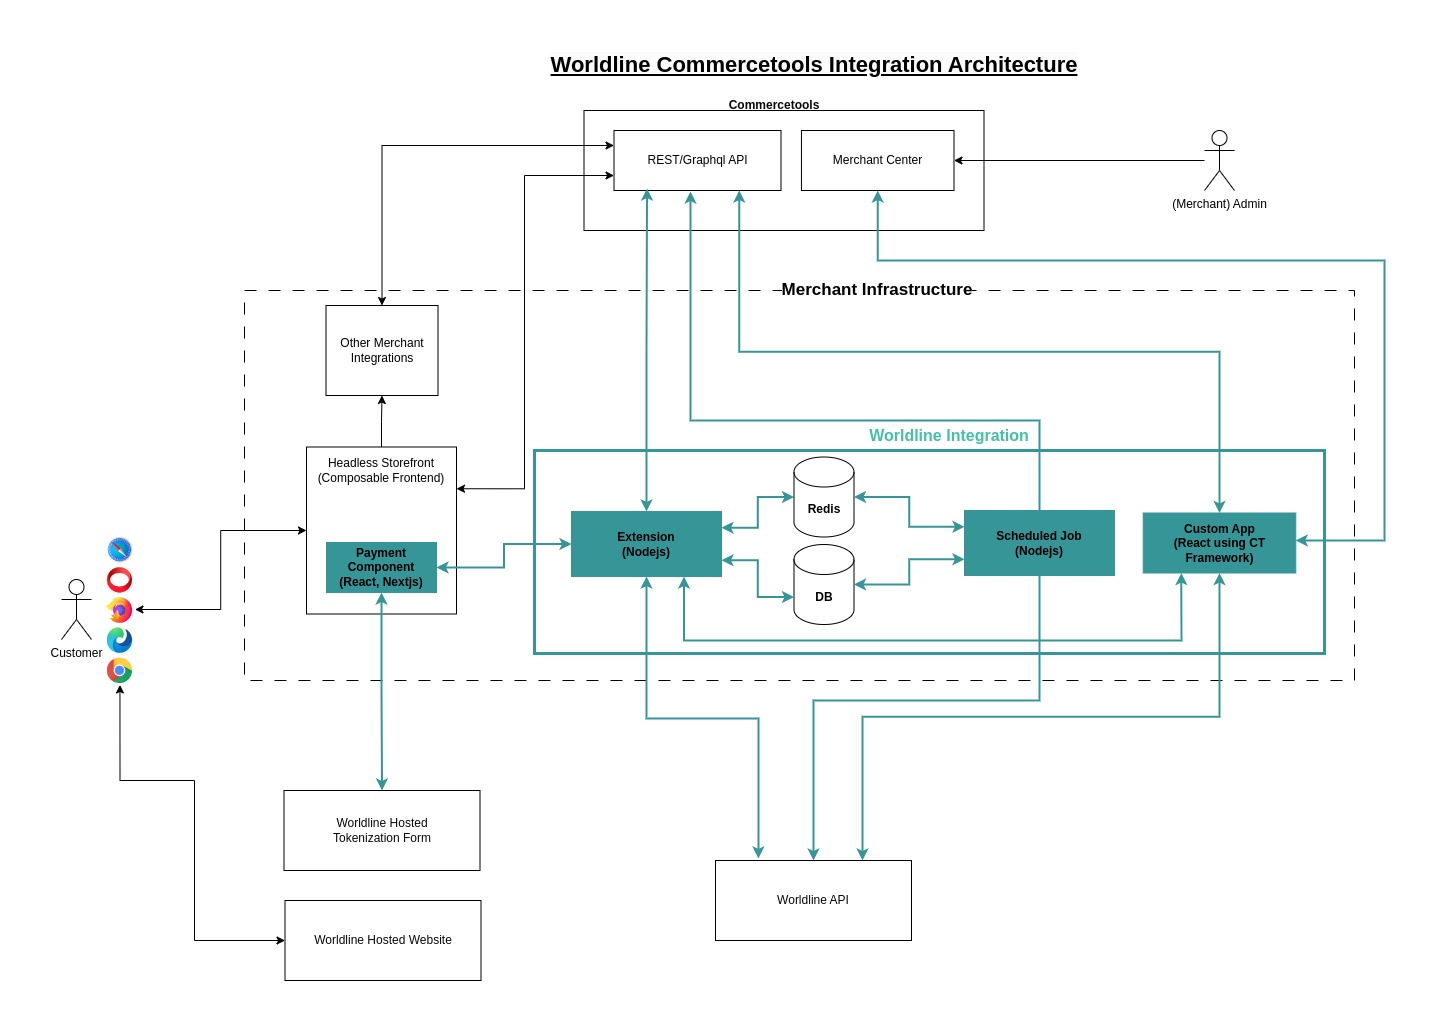 Worldline Commercetools Integration Architecture
Commercetools
REST/Graphql API
Merchant Center
(Merchant) Admin
Merchant Infrastructure
Other Merchant
Integrations
Worldline Integration
Headless Storefront
(Composable Frontend)
Redis
Extension
(Nodejs)
Scheduled Job
(Nodejs)
Custom App
(React using CT
Framework)
Payment
Component
(React, Nextjs)
DB
Customer
Worldline Hosted
Tokenization Form
Worldline API
Worldline Hosted Website